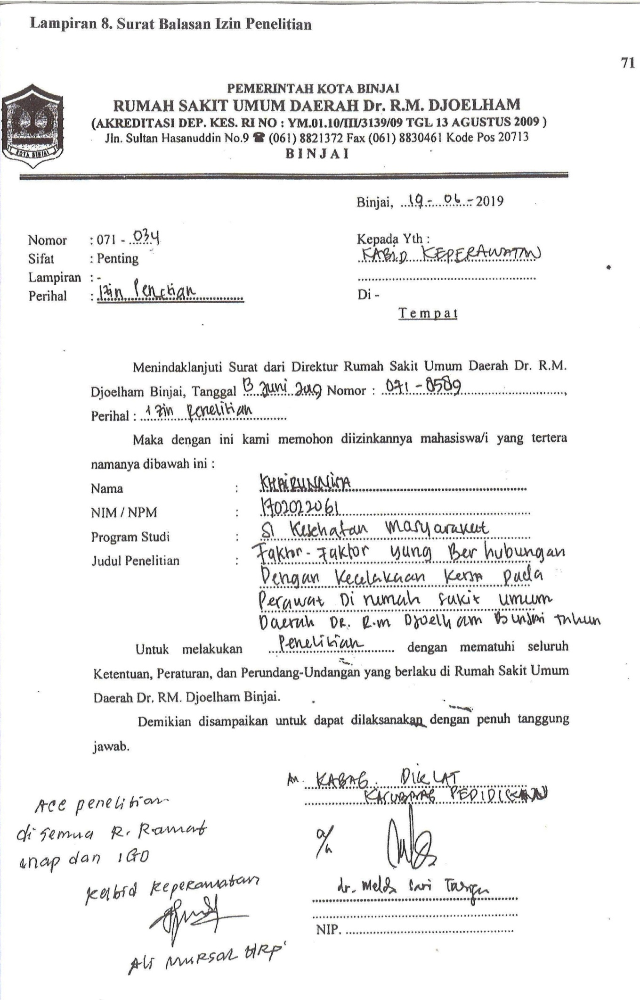 Lampiran 8. Surat Balasan Izin Penelitian
71
PEMERINTAH KOTA BINJAI
RUMAH SAKIT UMUM DAERAH Dr. R.M. DJOELHAM
(AKREDITASI DEP. KES. RI NO : YM.01.10/III/3139/09 TGL 13 AGUSTUS 2009 )
Jln. Sultan Hasanuddin No.9 ☎ (061) 8821372 Fax (061) 8830461 Kode Pos 20713
BINJAI
KOTA BINJAI
Binjai, 19 - 06 - 2019
Nomor : 071 - 034
Sifat : Penting
Lampiran : -
Perihal : Izin Penelitian
Kepada Yth :
KABID KEPERAWATAN
Di -
Tempat
Menindaklanjuti Surat dari Direktur Rumah Sakit Umum Daerah Dr. R.M.
Djoelham Binjai, Tanggal 13 Juni 2019 Nomor : 071 - 0589,
Perihal : Izin Penelitian
Maka dengan ini kami memohon diizinkannya mahasiswa/i yang tertera
namanya dibawah ini :
Nama : KHAIRUNNISA
NIM / NPM : 1702022061
Program Studi : S1 Kesehatan Masyarakat
Judul Penelitian : Faktor-Faktor yang Berhubungan
Dengan Kecelakaan Kerja pada
Perawat Di rumah sakit umum
Daerah DR. R.M Djoelham Binjai tahun
Untuk melakukan Penelitian dengan mematuhi seluruh
Ketentuan, Peraturan, dan Perundang-Undangan yang berlaku di Rumah Sakit Umum
Daerah Dr. RM. Djoelham Binjai.
Demikian disampaikan untuk dapat dilaksanakan dengan penuh tanggung
jawab.
An. KABAG. DIKLAT
KASUBBAG PEDIDIKAN
a/n
dr. Melda Sari
NIP.
Acc penelitian
di semua R. Rawat
inap dan IGD
Kabid Keperawatan
Ali Mursal HRP